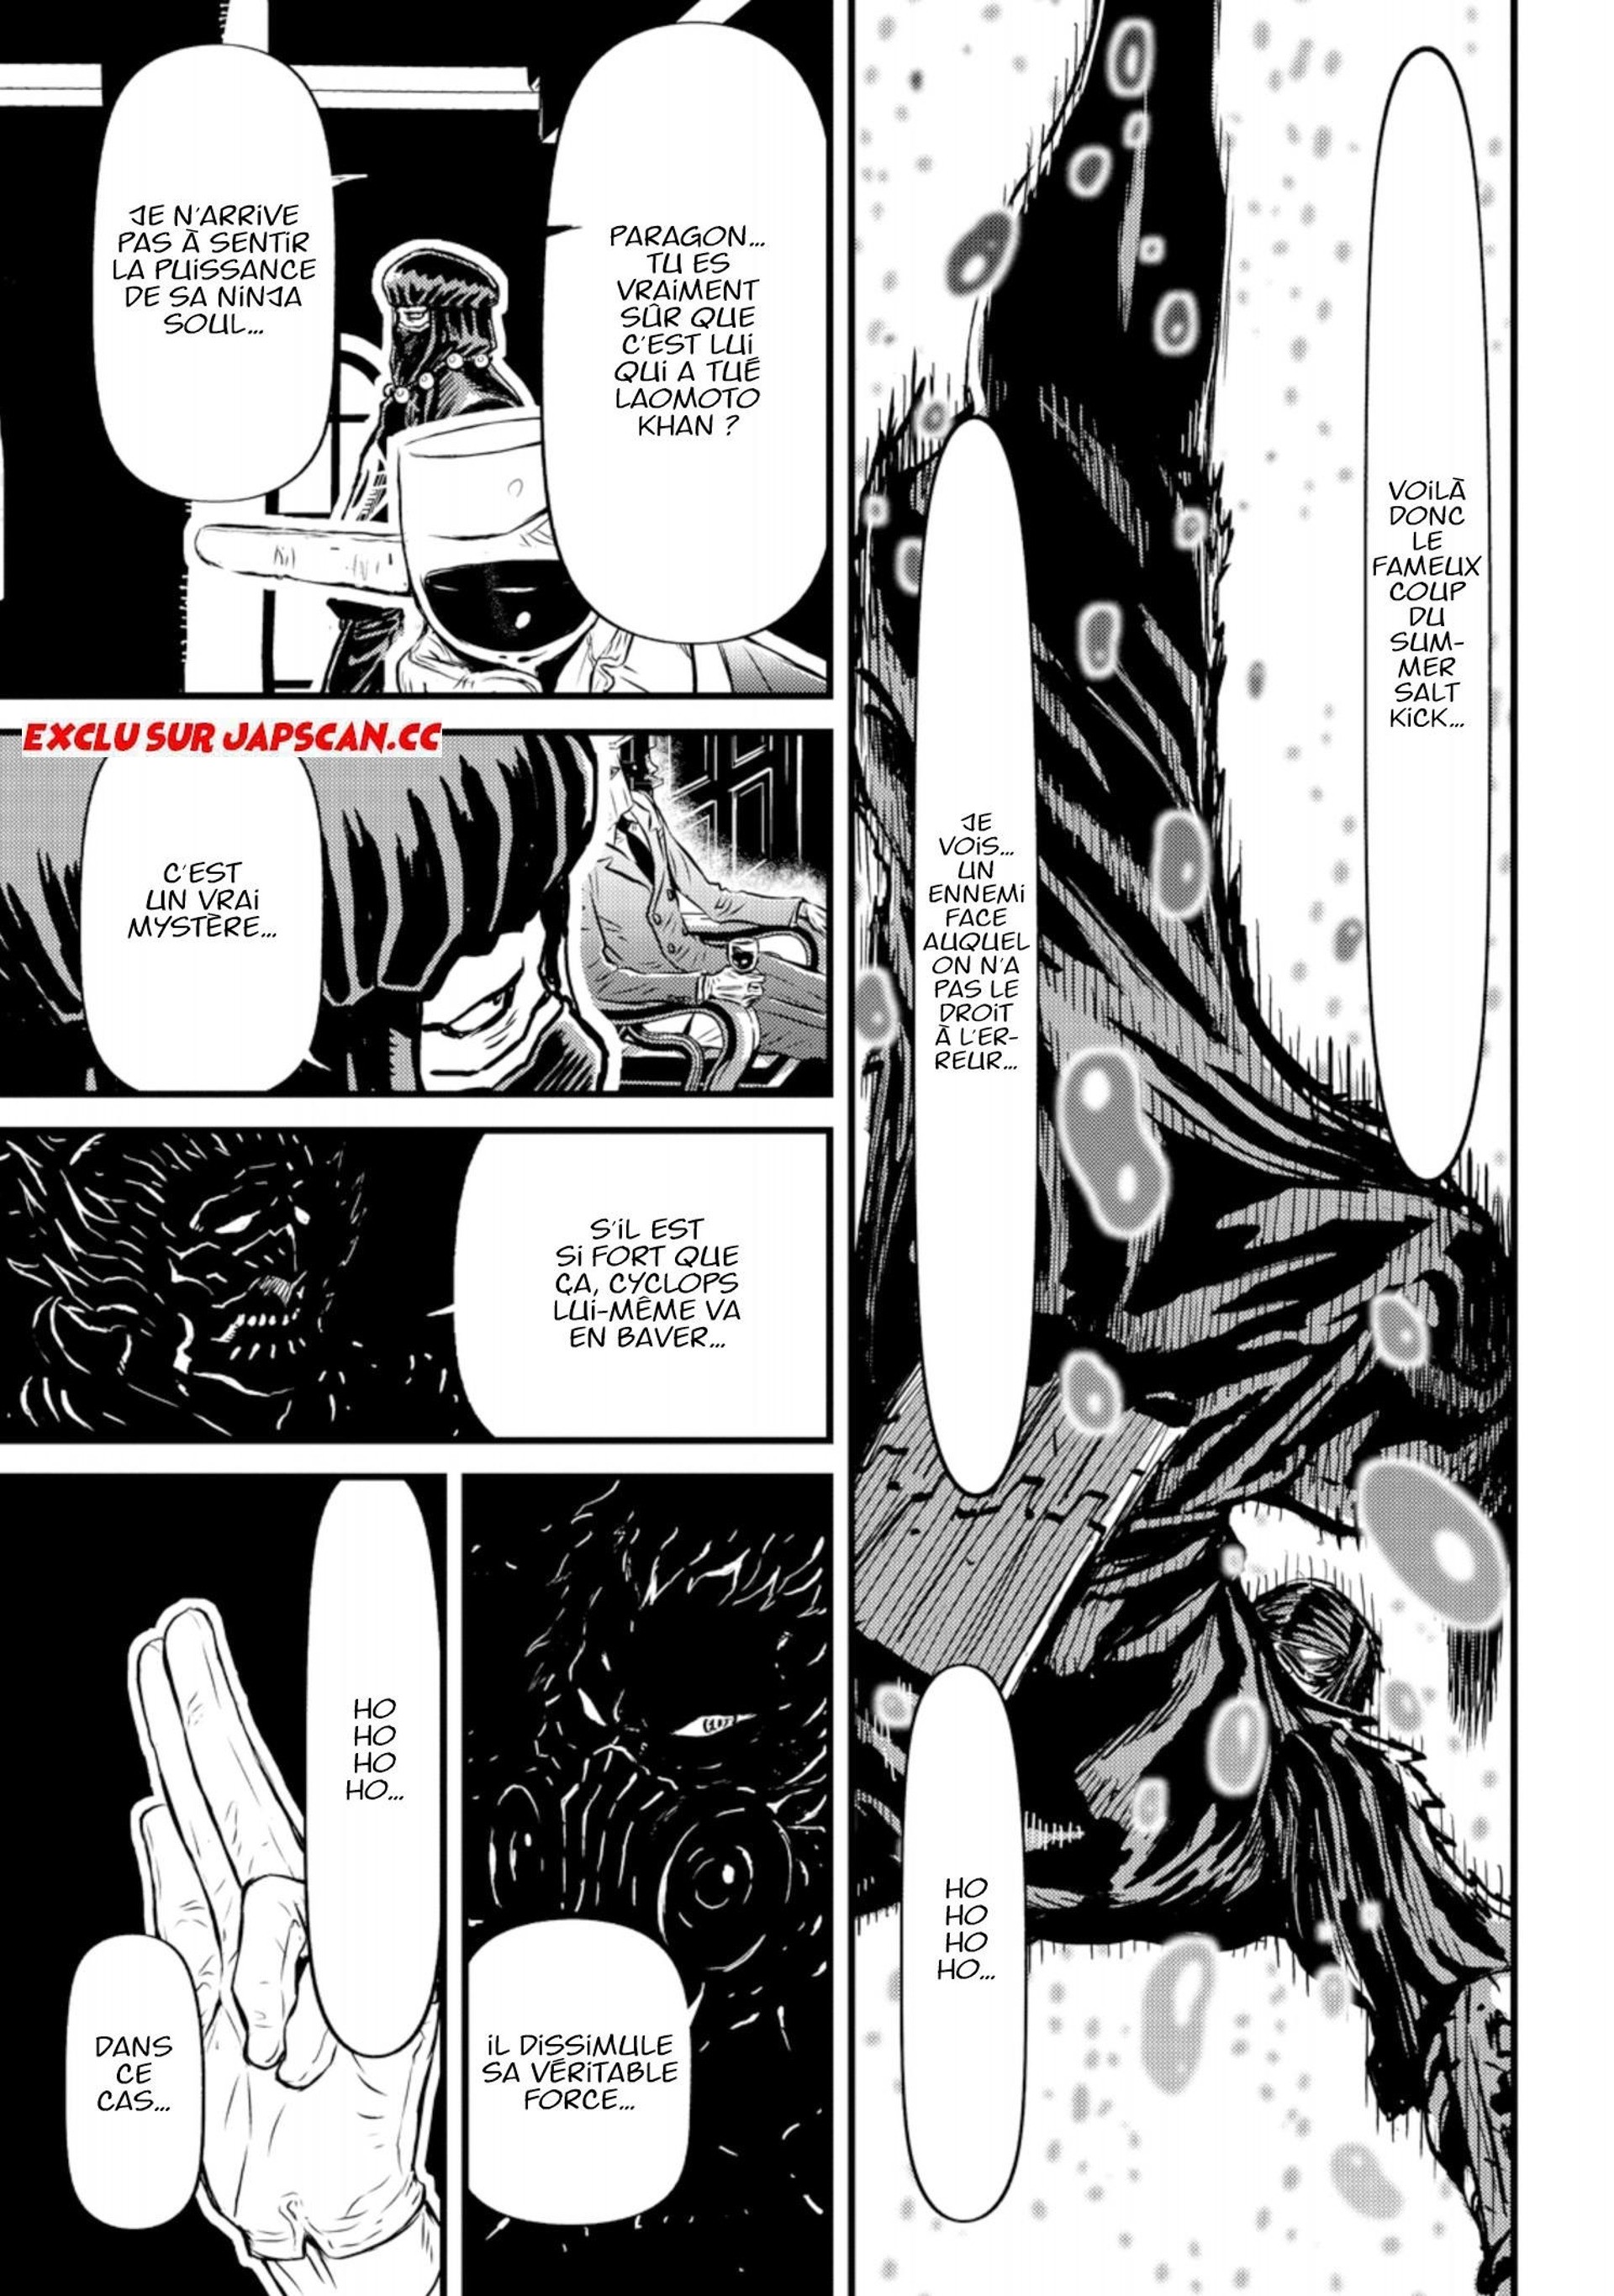 VOILÀ
DONC
LE
FAMEUX
COUP
DU
SUM-
MER
SALT
KICK...
JE
VOIS...
UN
ENNEMI
FACE
AUQUEL
ON N'A
PAS LE
DROIT
À L'ER-
REUR...
HO
HO
HO
HO...
PARAGON...
TU ES
VRAIMENT
SÛR QUE
C'EST LUI
QUI A TUÉ
LAOMOTO
KHAN ?
JE N'ARRIVE
PAS À SENTIR
LA PUISSANCE
DE SA NINJA
SOUL...
EXCLU SUR JAPSCAN.CC
C'EST
UN VRAI
MYSTÈRE...
S'IL EST
SI FORT QUE
ÇA, CYCLOPS
LUI-MÊME VA
EN BAVER...
IL DISSIMULE
SA VÉRITABLE
FORCE...
HO
HO
HO
HO...
DANS
CE
CAS...